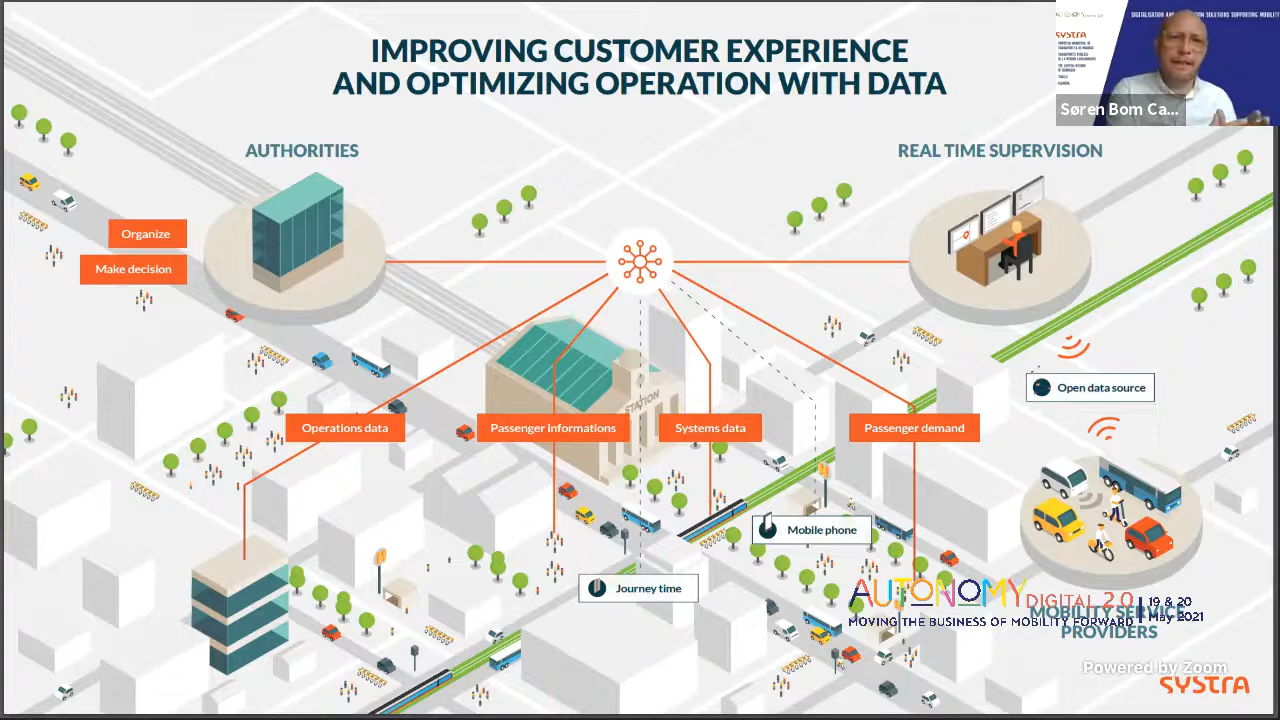 IMPROVING CUSTOMER EXPERIENCE
AND OPTIMIZING OPERATION WITH DATA
SYSTRA
Søren Bom Ca...
AUTHORITIES
REAL TIME SUPERVISION
Organize
Make decision
Open data source
STATION
Operations data
Passenger informations
Systems data
Passenger demand
Mobile phone
Journey time
AUTONOMY DIGITAL 2.0
19 & 20
May 2021
MOVING THE BUSINESS OF MOBILITY FORWARD
MOBILITY SERVICE
PROVIDERS
Powered by Zoom
SYSTRA